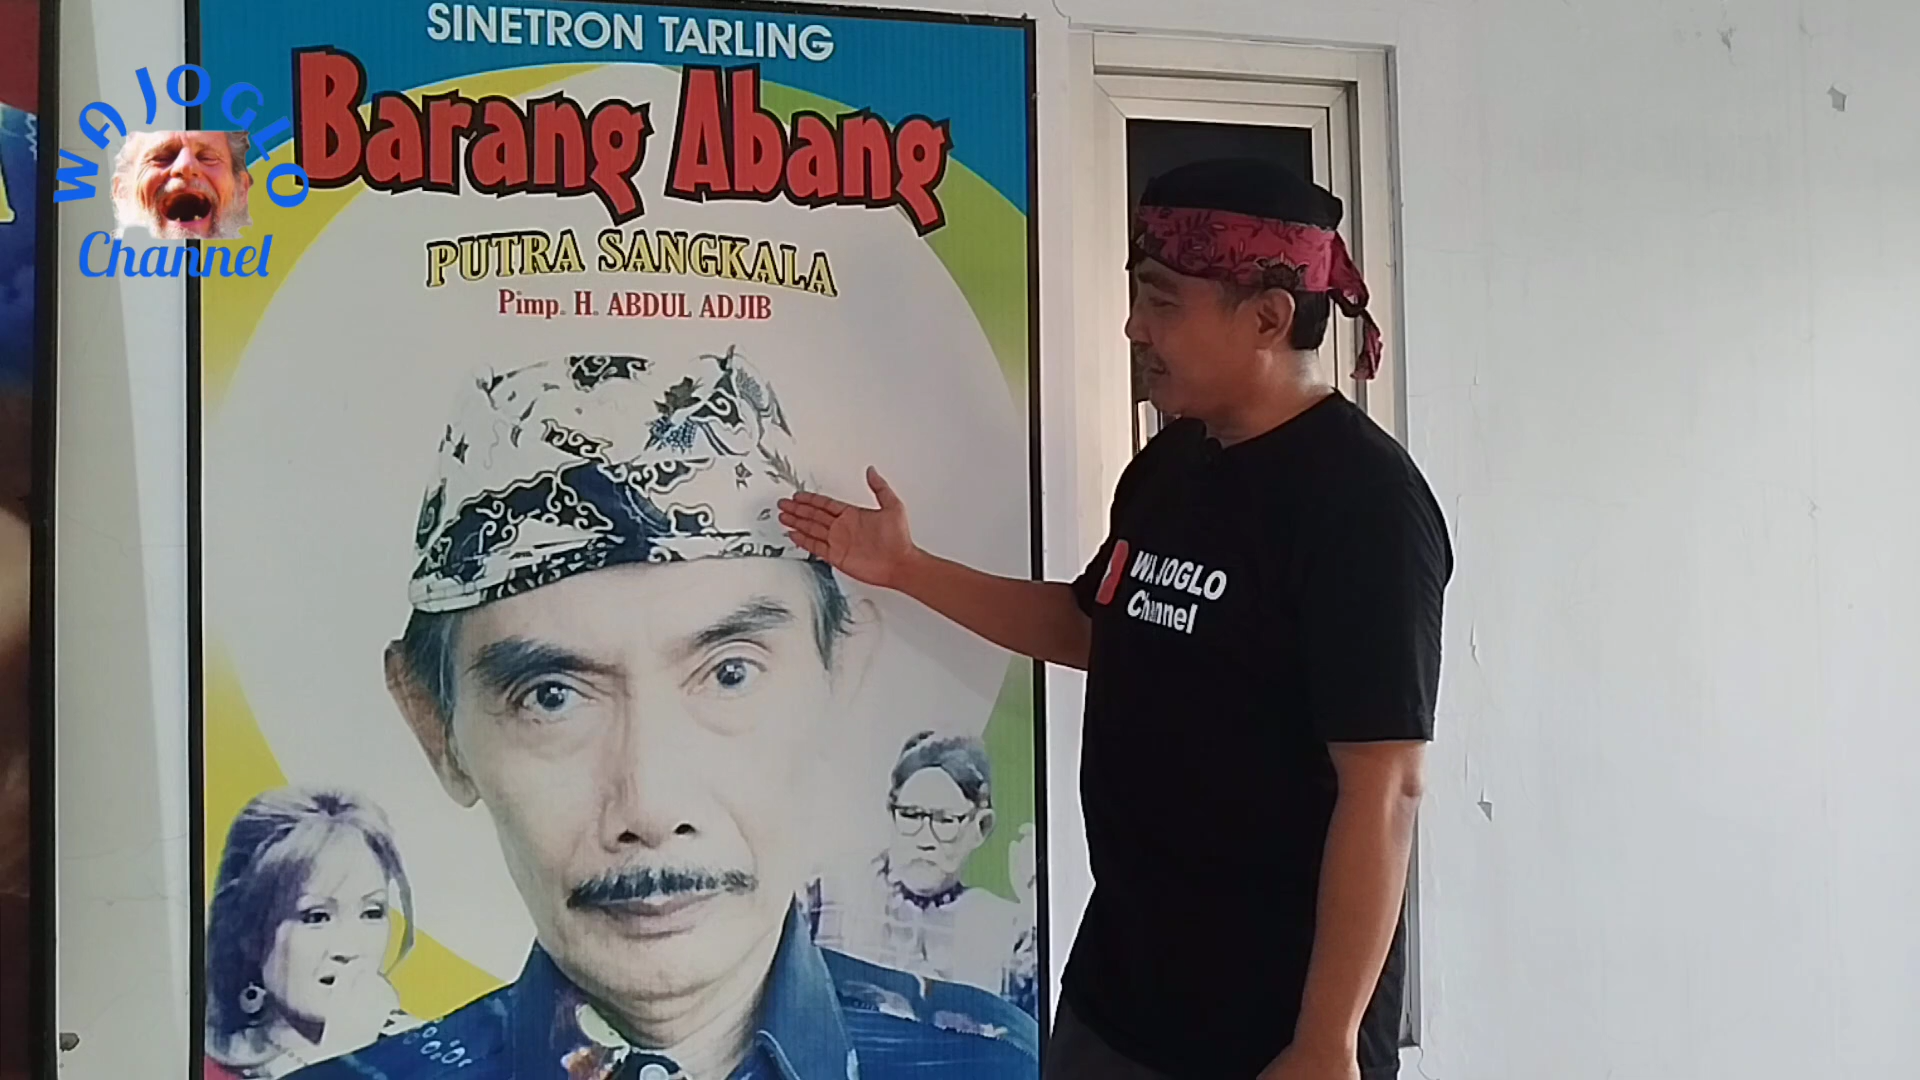 SINETRON TARLING
Barang Abang
PUTRA SANGKALA
Pimp. H. ABDUL ADJIB
WAJOGLO
Channel
WAJOGLO
Channel